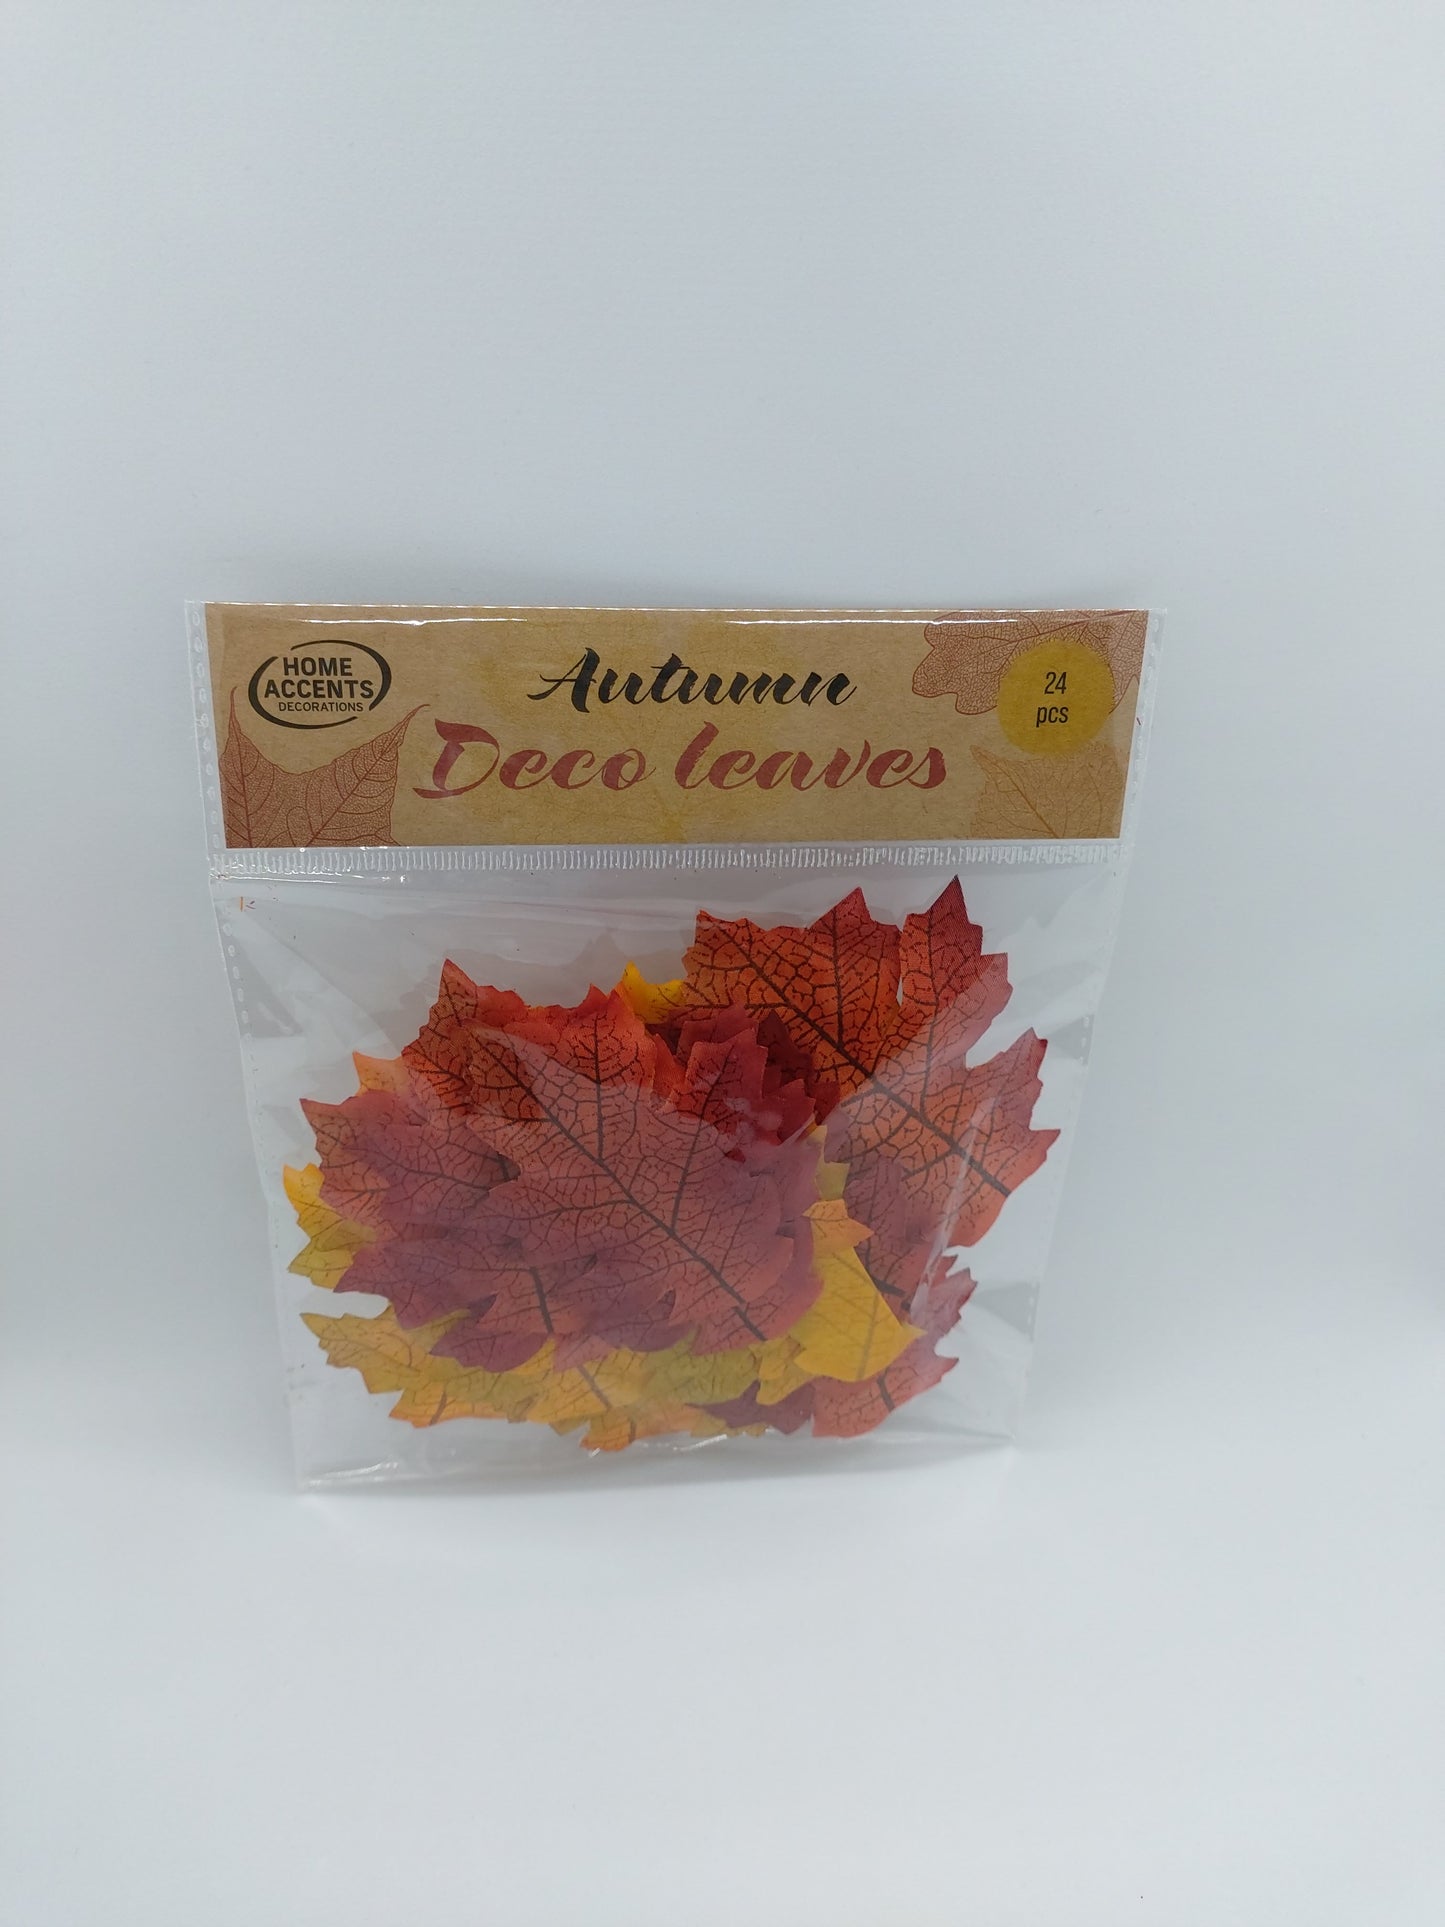 HOME
ACCENTS
DECORATIONS
Autumn
Deco leaves
24
pcs